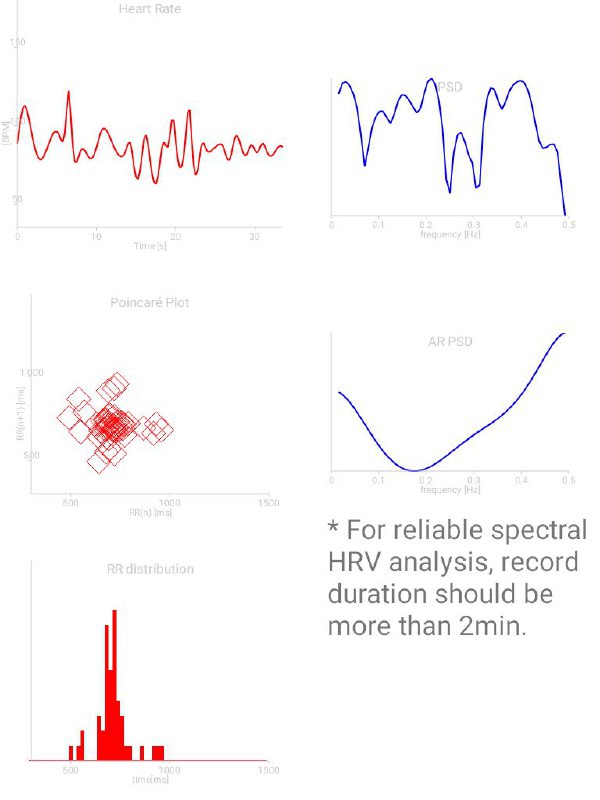 Heart Rate
150
100
[BPM]
50
0
10
20
30
Time[s]
PSD
0
0.1
0.2
0.3
0.4
0.5
frequency [Hz]
Poincaré Plot
1000
RR(n+1) [ms]
500
500
1000
1500
RR(n) [ms]
AR PSD
0
0.1
0.2
0.3
0.4
0.5
frequency [Hz]
* For reliable spectral
HRV analysis, record
duration should be
more than 2min.
RR distribution
500
1000
1500
time[ms]